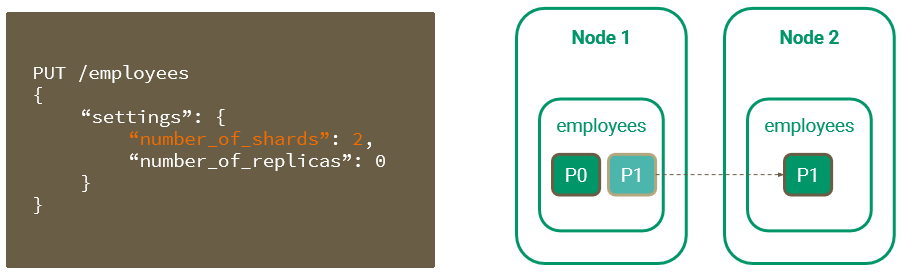 PUT /employees
{
“settings”: {
“number_of_shards”: 2,
“number_of_replicas”: 0
}
}
Node 1
employees
P0 P1
Node 2
employees
P1